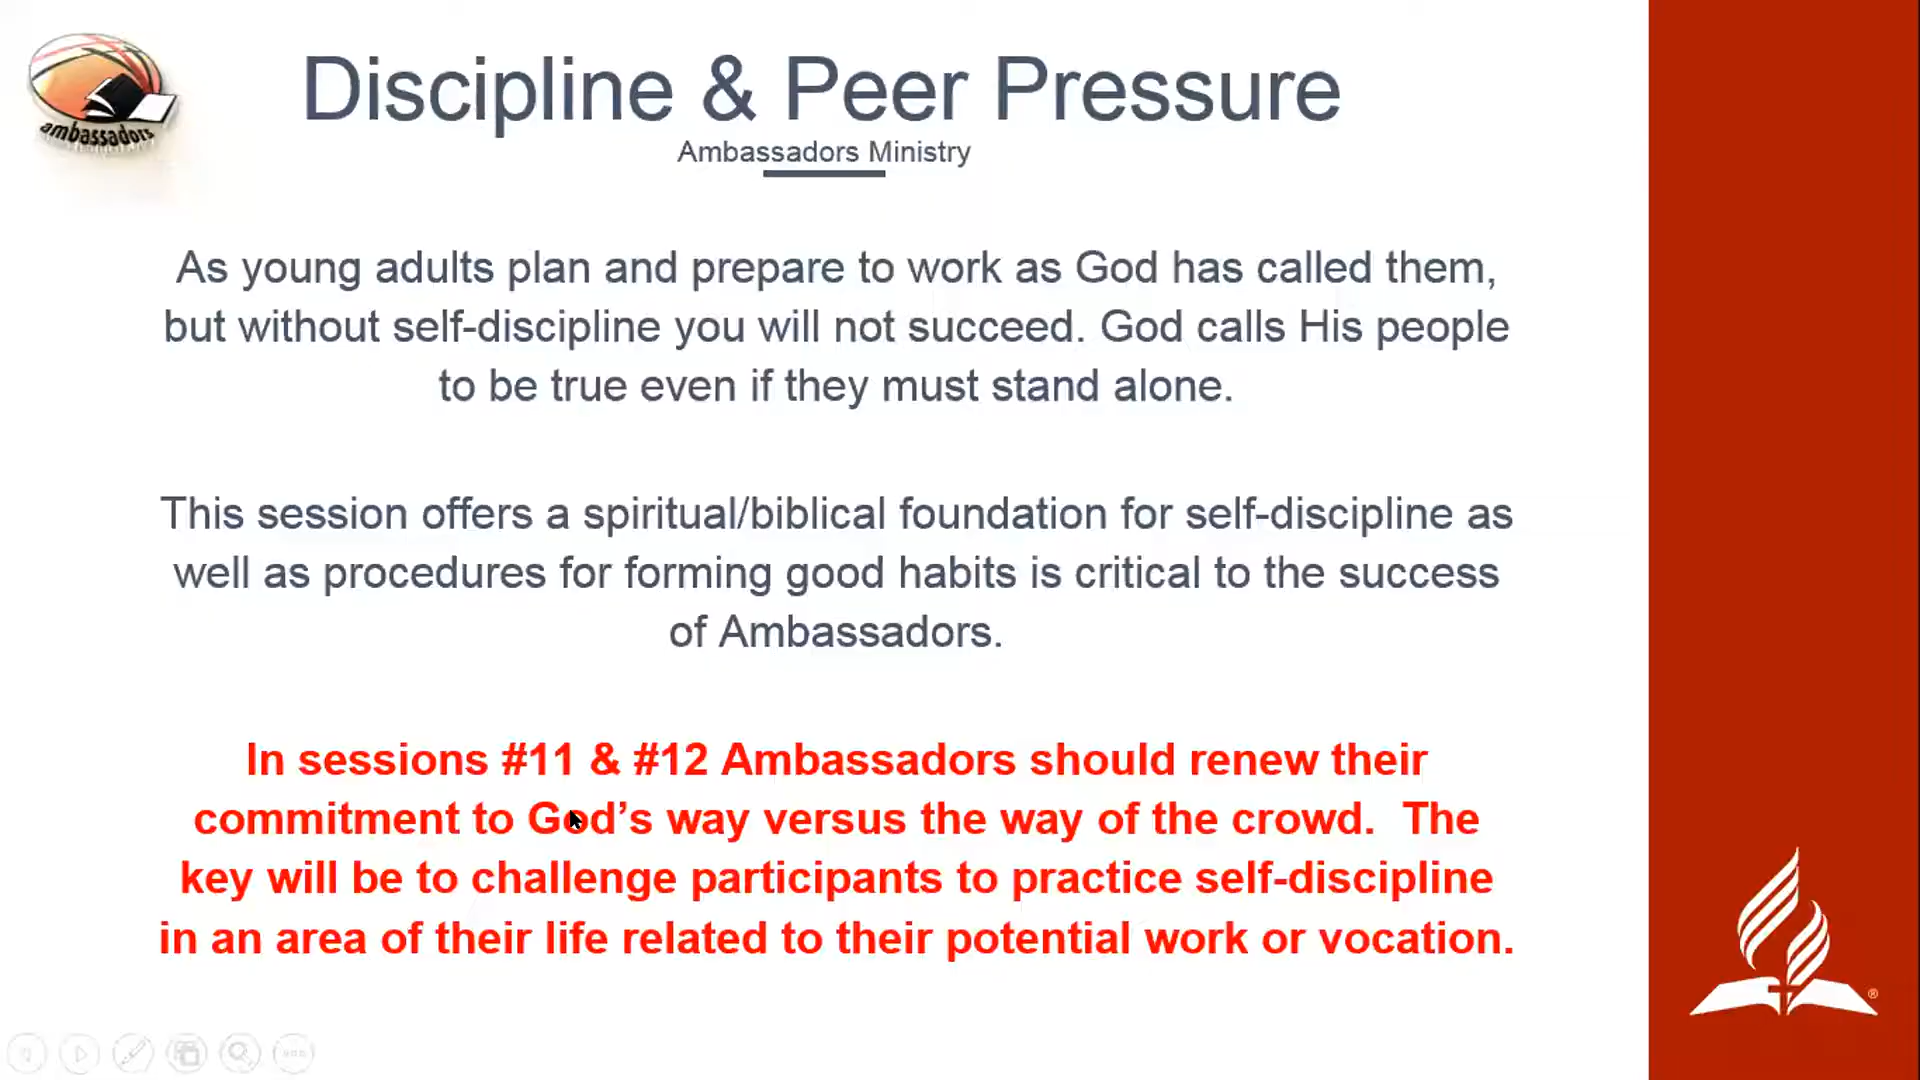 ambassadors
Discipline & Peer Pressure
Ambassadors Ministry
As young adults plan and prepare to work as God has called them,
but without self-discipline you will not succeed. God calls His people
to be true even if they must stand alone.
This session offers a spiritual/biblical foundation for self-discipline as
well as procedures for forming good habits is critical to the success
of Ambassadors.
In sessions #11 & #12 Ambassadors should renew their
commitment to God’s way versus the way of the crowd.  The
key will be to challenge participants to practice self-discipline
in an area of their life related to their potential work or vocation.
®